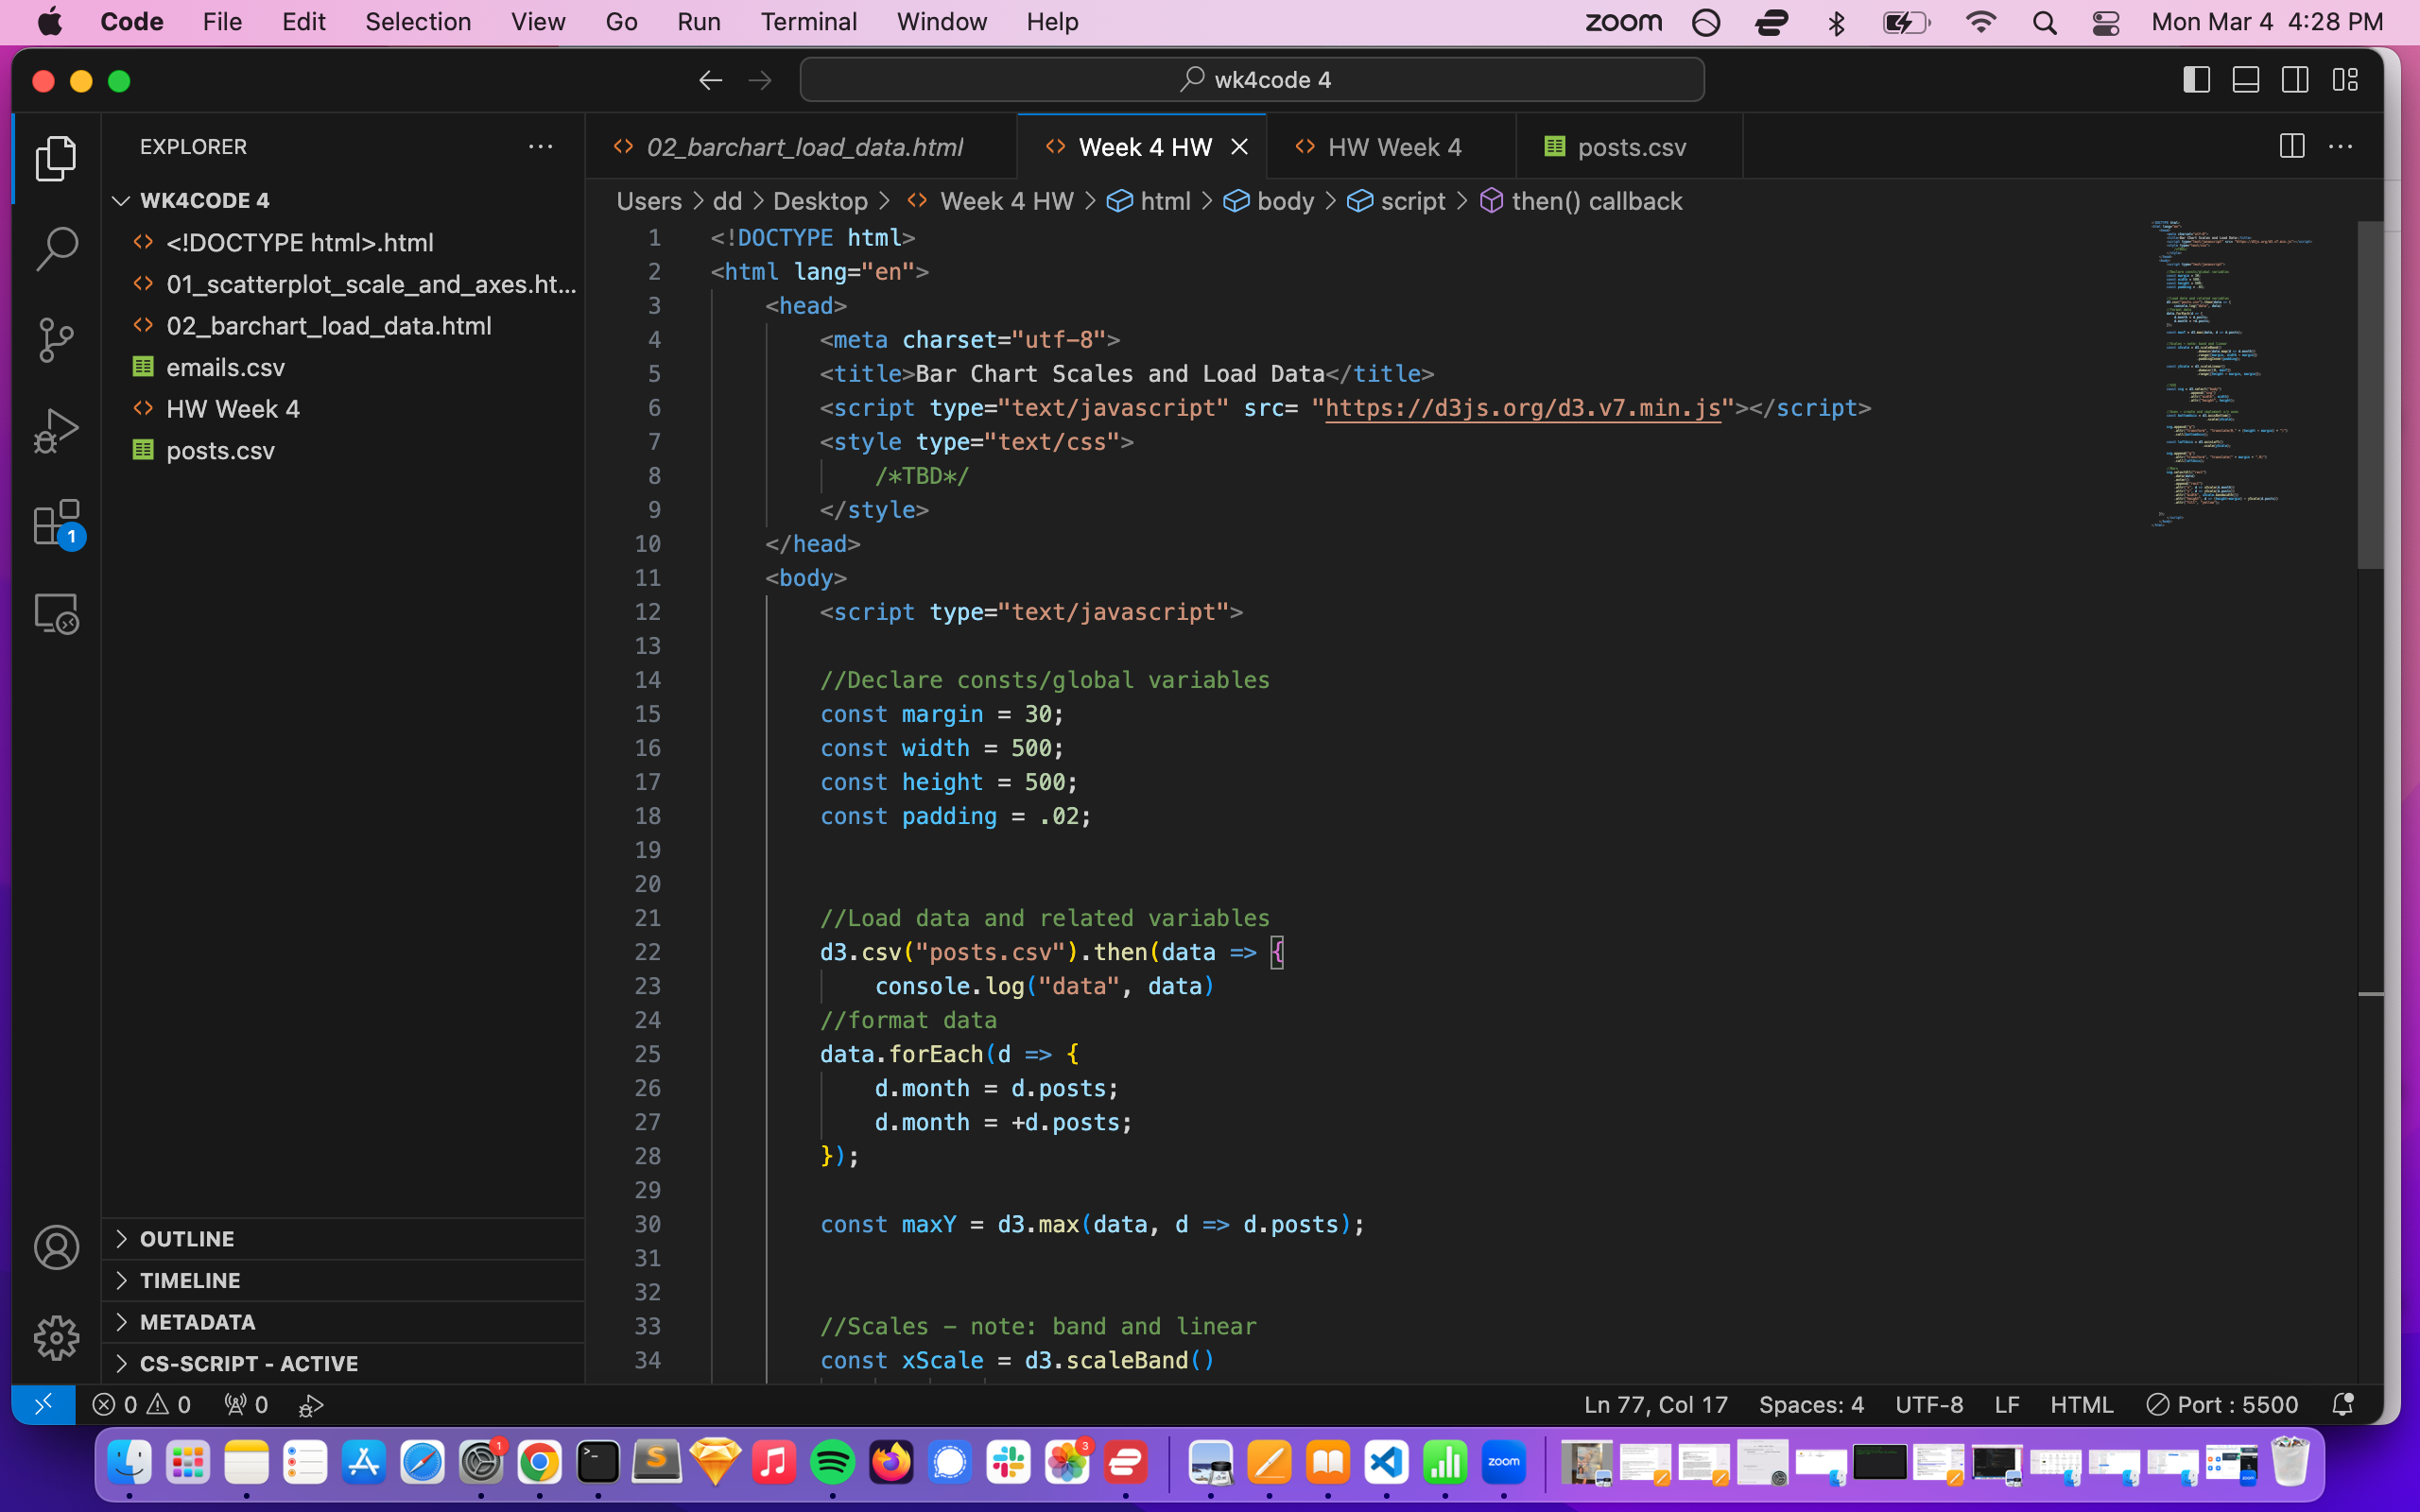 Code File Edit Selection View Go Run Terminal Window Help zoom Mon Mar 4 4:28 PM
wk4code 4
EXPLORER
02_barchart_load_data.html Week 4 HW HW Week 4 posts.csv
Users > dd > Desktop > Week 4 HW > html > body > script > then() callback
WK4CODE 4
<!DOCTYPE html>.html
01_scatterplot_scale_and_axes.ht...
02_barchart_load_data.html
emails.csv
HW Week 4
posts.csv
1
OUTLINE
TIMELINE
METADATA
CS-SCRIPT - ACTIVE
1 <!DOCTYPE html>
2 <html lang="en">
3 <head>
4 <meta charset="utf-8">
5 <title>Bar Chart Scales and Load Data</title>
6 <script type="text/javascript" src= "https://d3js.org/d3.v7.min.js"></script>
7 <style type="text/css">
8 /*TBD*/
9 </style>
10 </head>
11 <body>
12 <script type="text/javascript">
13
14 //Declare consts/global variables
15 const margin = 30;
16 const width = 500;
17 const height = 500;
18 const padding = .02;
19
20
21 //Load data and related variables
22 d3.csv("posts.csv").then(data => {
23 console.log("data", data)
24 //format data
25 data.forEach(d => {
26 d.month = d.posts;
27 d.month = +d.posts;
28 });
29
30 const maxY = d3.max(data, d => d.posts);
31
32
33 //Scales – note: band and linear
34 const xScale = d3.scaleBand()
0 0 0 Ln 77, Col 17 Spaces: 4 UTF-8 LF HTML Port : 5500
1 3 zoom